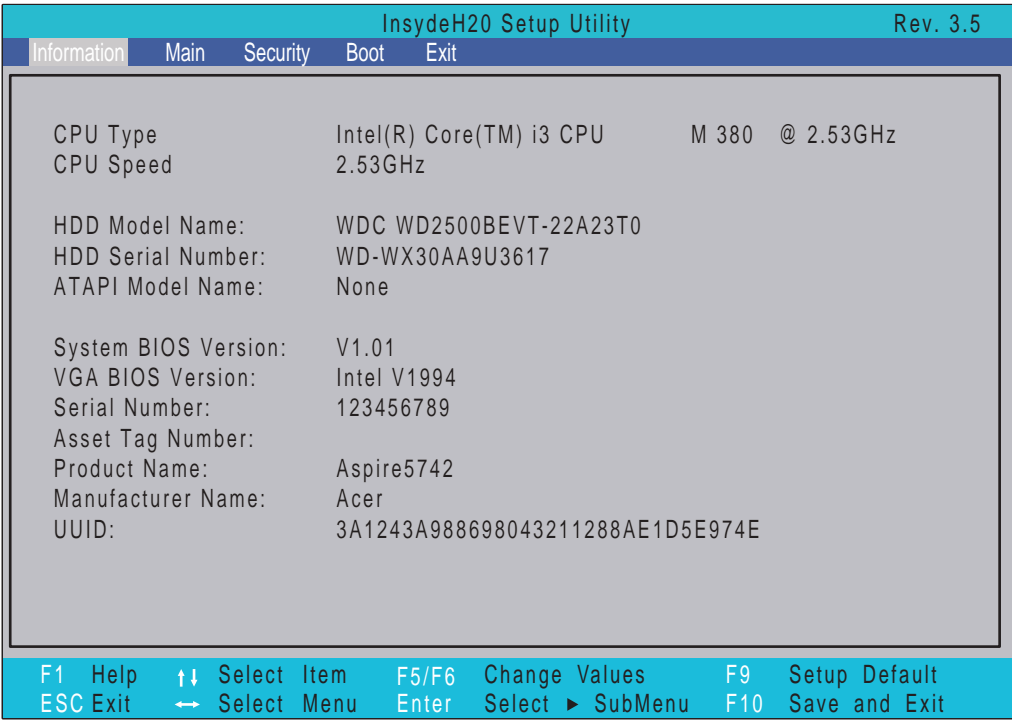 InsydeH20 Setup Utility Rev. 3.5
Information Main Security Boot Exit
CPU Type Intel(R) Core(TM) i3 CPU M 380 @ 2.53GHz
CPU Speed 2.53GHz
HDD Model Name: WDC WD2500BEVT-22A23T0
HDD Serial Number: WD-WX30AA9U3617
ATAPI Model Name: None
System BIOS Version: V1.01
VGA BIOS Version: Intel V1994
Serial Number: 123456789
Asset Tag Number:
Product Name: Aspire5742
Manufacturer Name: Acer
UUID: 3A1243A988698043211288AE1D5E974E
F1 Help ↑↓ Select Item F5/F6 Change Values F9 Setup Default
ESC Exit ↔ Select Menu Enter Select ▶ SubMenu F10 Save and Exit